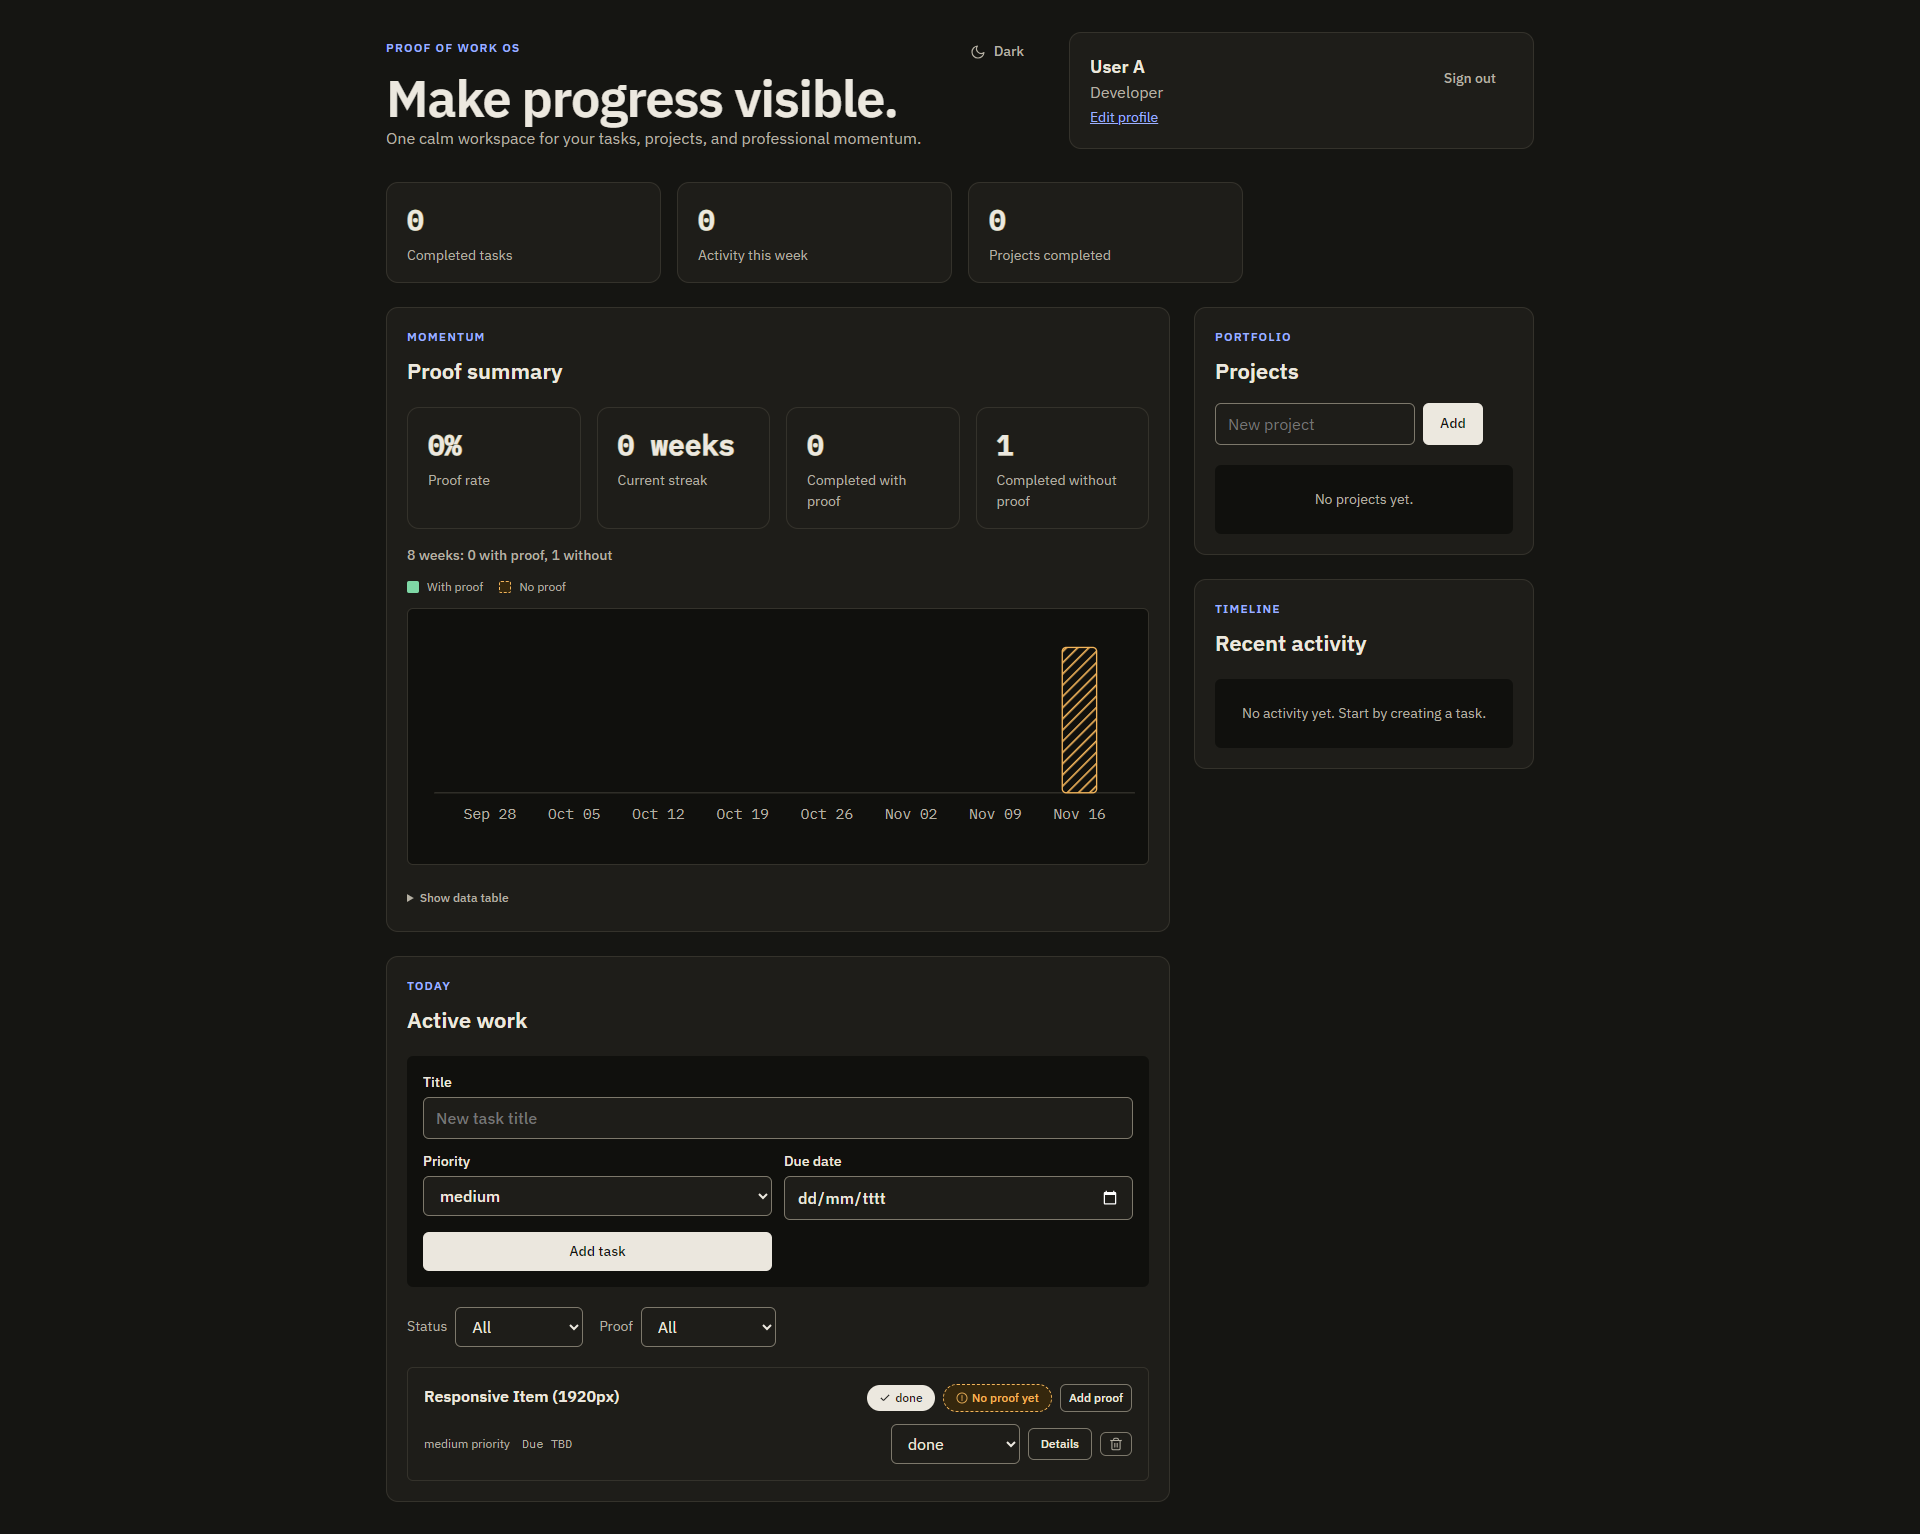 PROOF OF WORK OS
Make progress visible.
One calm workspace for your tasks, projects, and professional momentum.
Dark
User A
Developer
Edit profile
Sign out
0
Completed tasks
0
Activity this week
0
Projects completed
MOMENTUM
Proof summary
0%
Proof rate
0 weeks
Current streak
0
Completed with
proof
1
Completed without
proof
8 weeks: 0 with proof, 1 without
With proof
No proof
Sep 28 Oct 05 Oct 12 Oct 19 Oct 26 Nov 02 Nov 09 Nov 16
Show data table
PORTFOLIO
Projects
New project
Add
No projects yet.
TIMELINE
Recent activity
No activity yet. Start by creating a task.
TODAY
Active work
Title
New task title
Priority
medium
Due date
dd/mm/tttt
Add task
Status
All
Proof
All
Responsive Item (1920px)
done
No proof yet
Add proof
medium priority Due TBD
done
Details